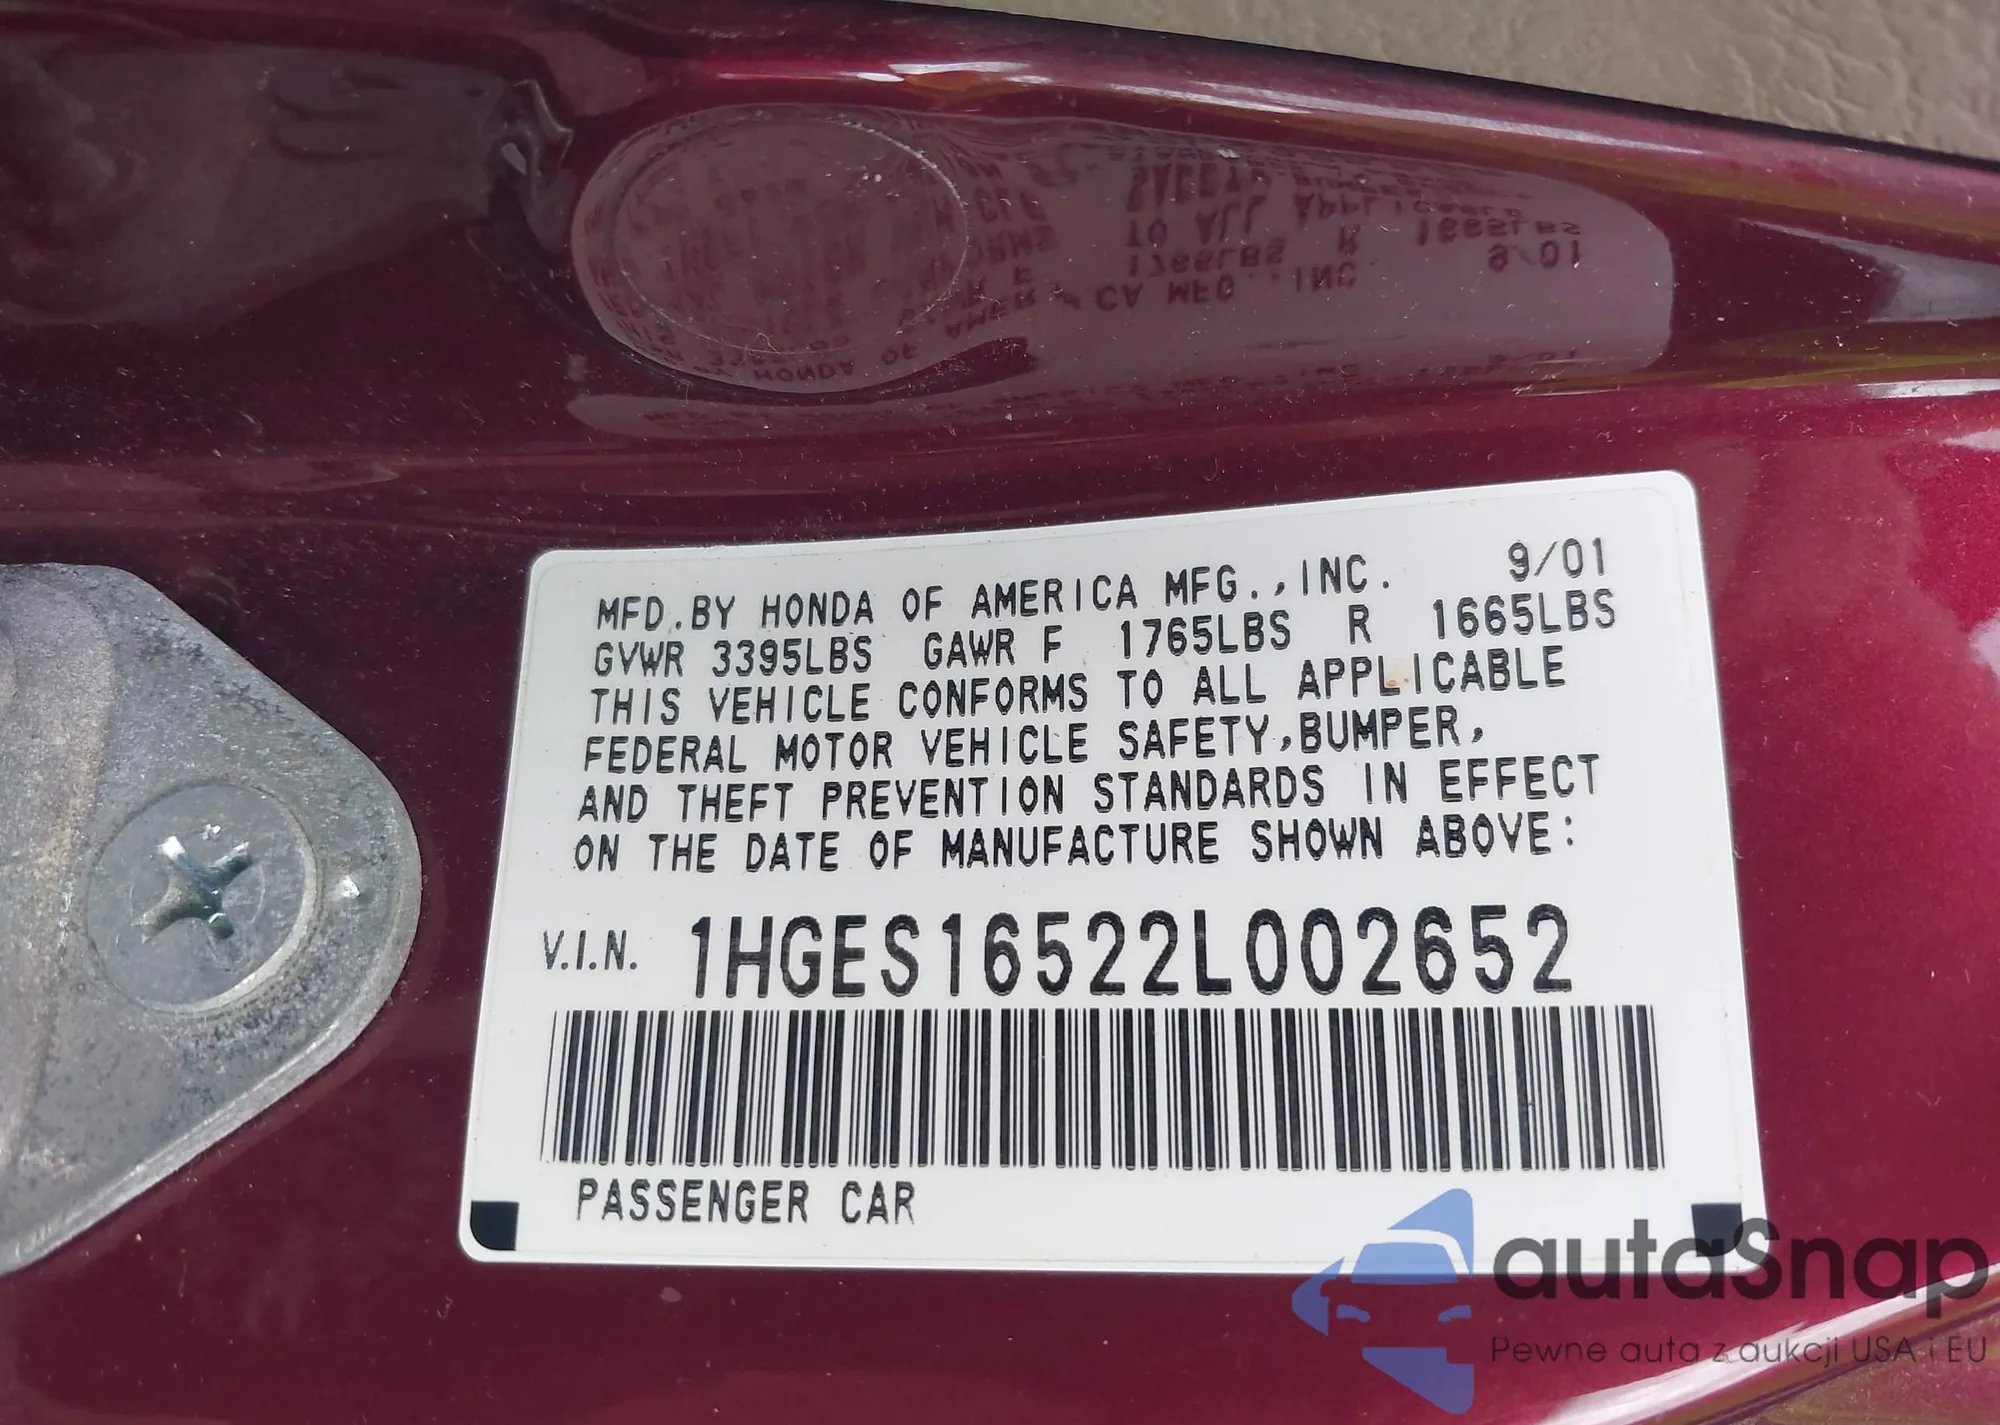 MFD.BY HONDA OF AMERICA MFG.,INC. 9/01
GVWR 3395LBS GAWR F 1765LBS R 1665LBS
THIS VEHICLE CONFORMS TO ALL APPLICABLE
FEDERAL MOTOR VEHICLE SAFETY,BUMPER,
AND THEFT PREVENTION STANDARDS IN EFFECT
ON THE DATE OF MANUFACTURE SHOWN ABOVE:
V.I.N. 1HGES16522L002652
PASSENGER CAR
autaSnap
Pewne auta z aukcji USA i EU